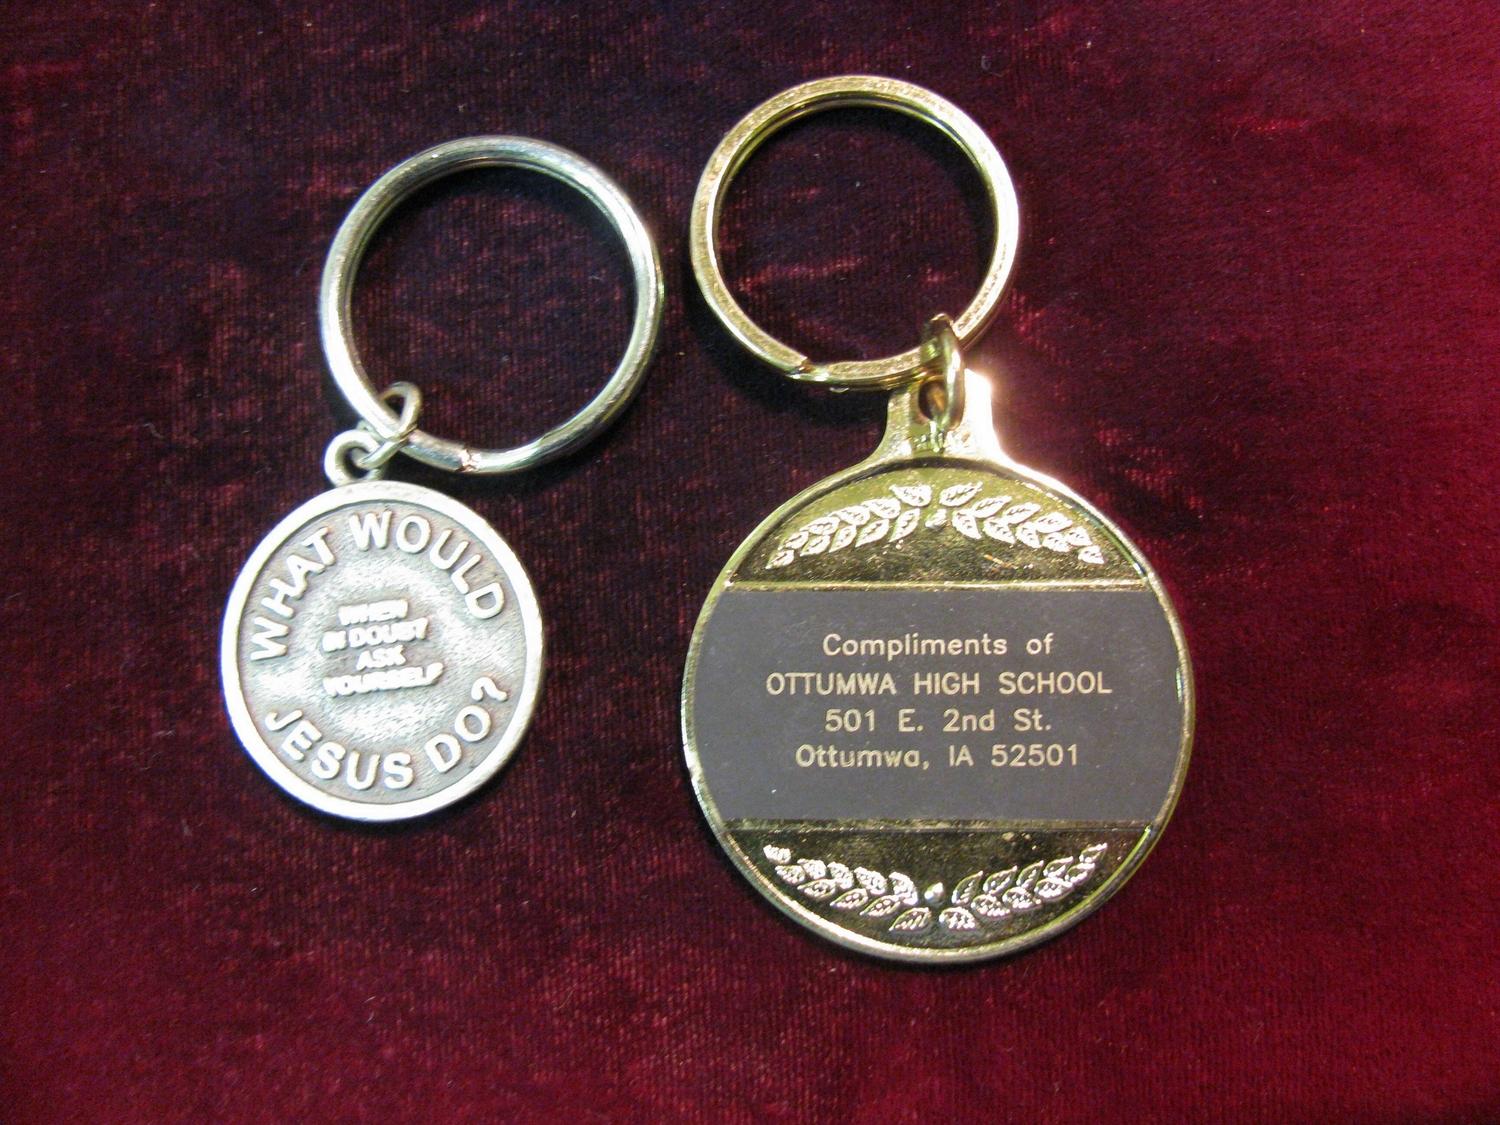 WHAT WOULD
WHEN
IN DOUBT
ASK
YOURSELF
JESUS DO?
Compliments of
OTTUMWA HIGH SCHOOL
501 E. 2nd St.
Ottumwa, IA 52501